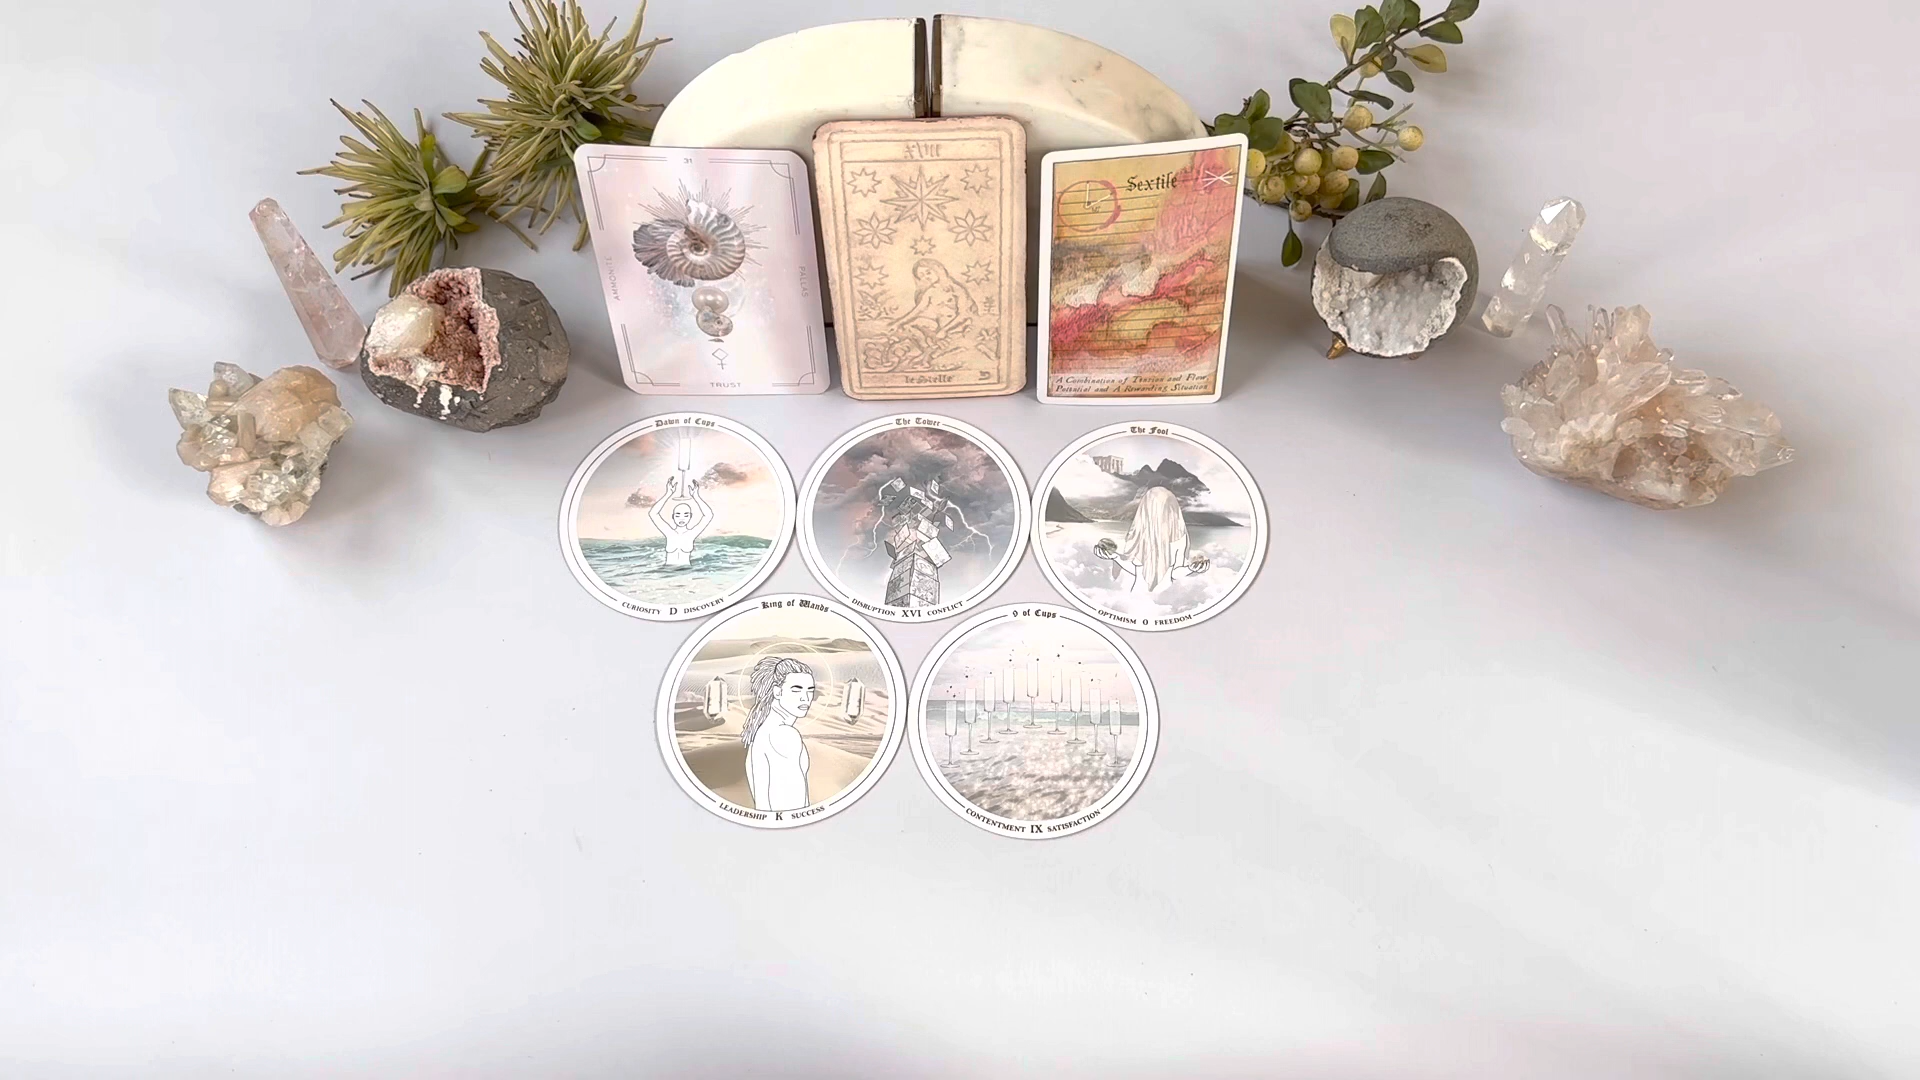 31
AMMONITE
PALLAS
TRUST
XVII
le Stelle
Sextile
A Combination of Tension and Flow,
Potential and A Rewarding Situation
Dawn of Cups
CURIOSITY D DISCOVERY
The Tower
DISRUPTION XVI CONFLICT
The Fool
OPTIMISM 0 FREEDOM
King of Wands
LEADERSHIP K SUCCESS
9 of Cups
CONTENTMENT IX SATISFACTION